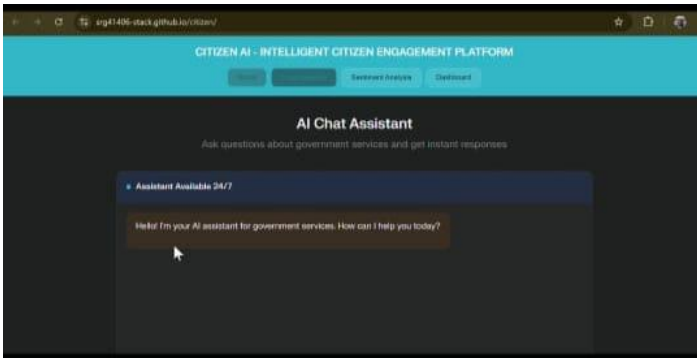 srg41406-stack.github.io/citizen/
CITIZEN AI - INTELLIGENT CITIZEN ENGAGEMENT PLATFORM
Sentiment Analysis Dashboard
AI Chat Assistant
Ask questions about government services and get instant responses
Assistant Available 24/7
Hello! I'm your AI assistant for government services. How can I help you today?